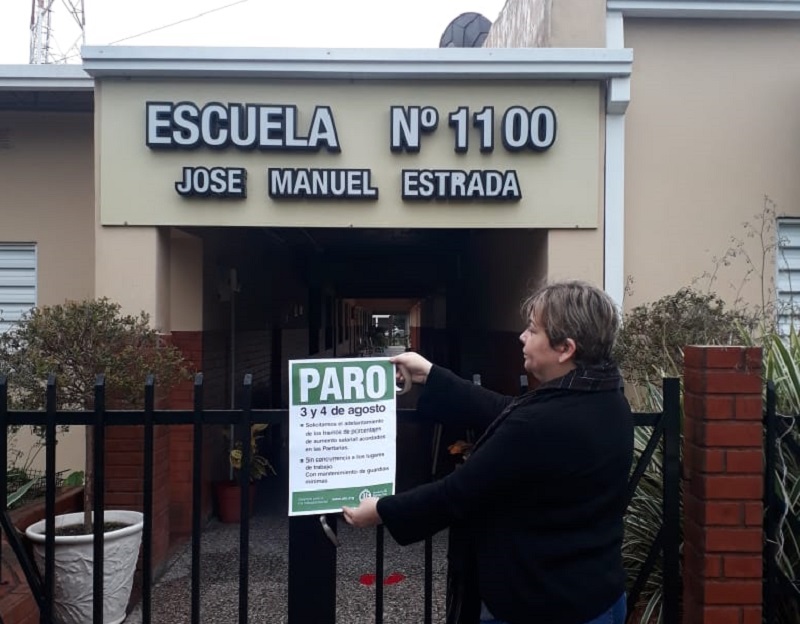 ESCUELA Nº 1100
JOSE MANUEL ESTRADA
PARO
3 y 4 de agosto
Solicitamos el adelantamiento
de los tramos de porcentajes
de aumento salarial acordados
en las Paritarias.
Sin concurrencia a los lugares
de trabajo.
Con mantenimiento de guardias
mínimas